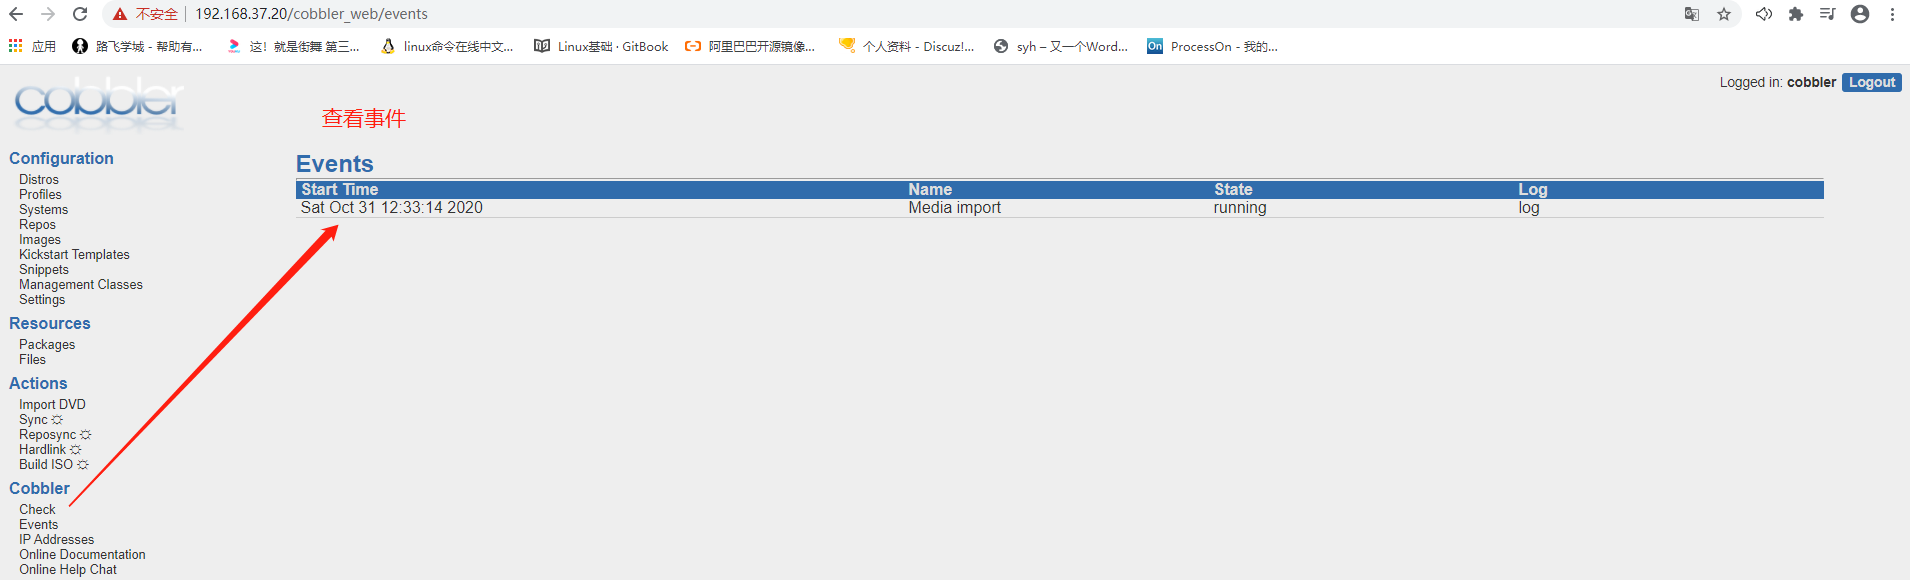 不安全 192.168.37.20/cobbler_web/events
应用 路飞学城 - 帮助有... 这！就是街舞 第三... linux命令在线中文... Linux基础 · GitBook 阿里巴巴开源镜像... 个人资料 - Discuz!... syh – 又一个Word... On ProcessOn - 我的...
cobbler
Logged in: cobbler Logout
查看事件
Configuration
Distros
Profiles
Systems
Repos
Images
Kickstart Templates
Snippets
Management Classes
Settings
Resources
Packages
Files
Actions
Import DVD
Sync
Reposync
Hardlink
Build ISO
Cobbler
Check
Events
IP Addresses
Online Documentation
Online Help Chat
Events
Start Time Name State Log
Sat Oct 31 12:33:14 2020 Media import running log